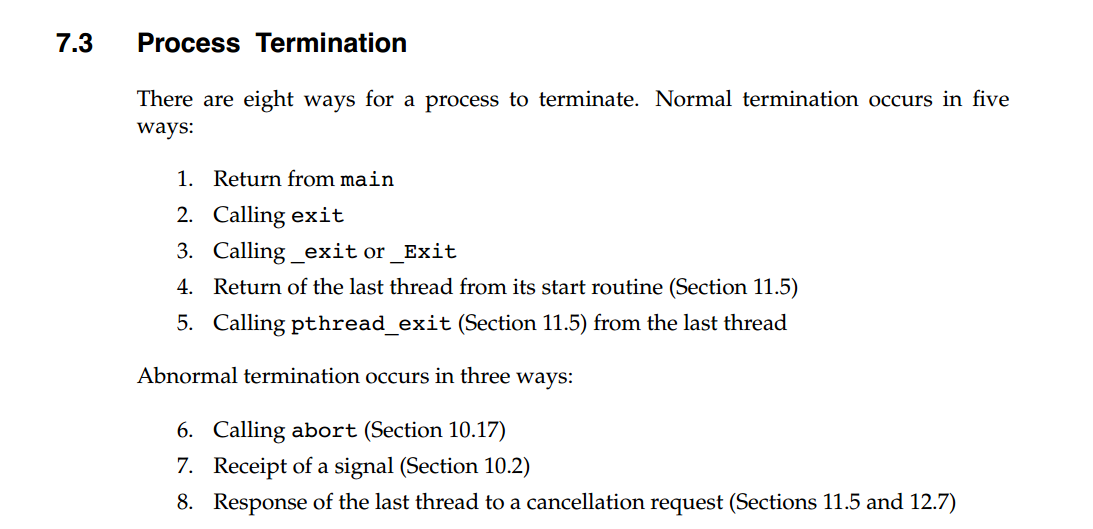 7.3 Process Termination
There are eight ways for a process to terminate. Normal termination occurs in five
ways:
1. Return from main
2. Calling exit
3. Calling _exit or _Exit
4. Return of the last thread from its start routine (Section 11.5)
5. Calling pthread_exit (Section 11.5) from the last thread
Abnormal termination occurs in three ways:
6. Calling abort (Section 10.17)
7. Receipt of a signal (Section 10.2)
8. Response of the last thread to a cancellation request (Sections 11.5 and 12.7)